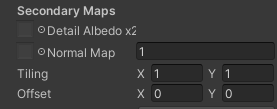 Secondary Maps
Detail Albedo x2
Normal Map 1
Tiling X 1 Y 1
Offset X 0 Y 0